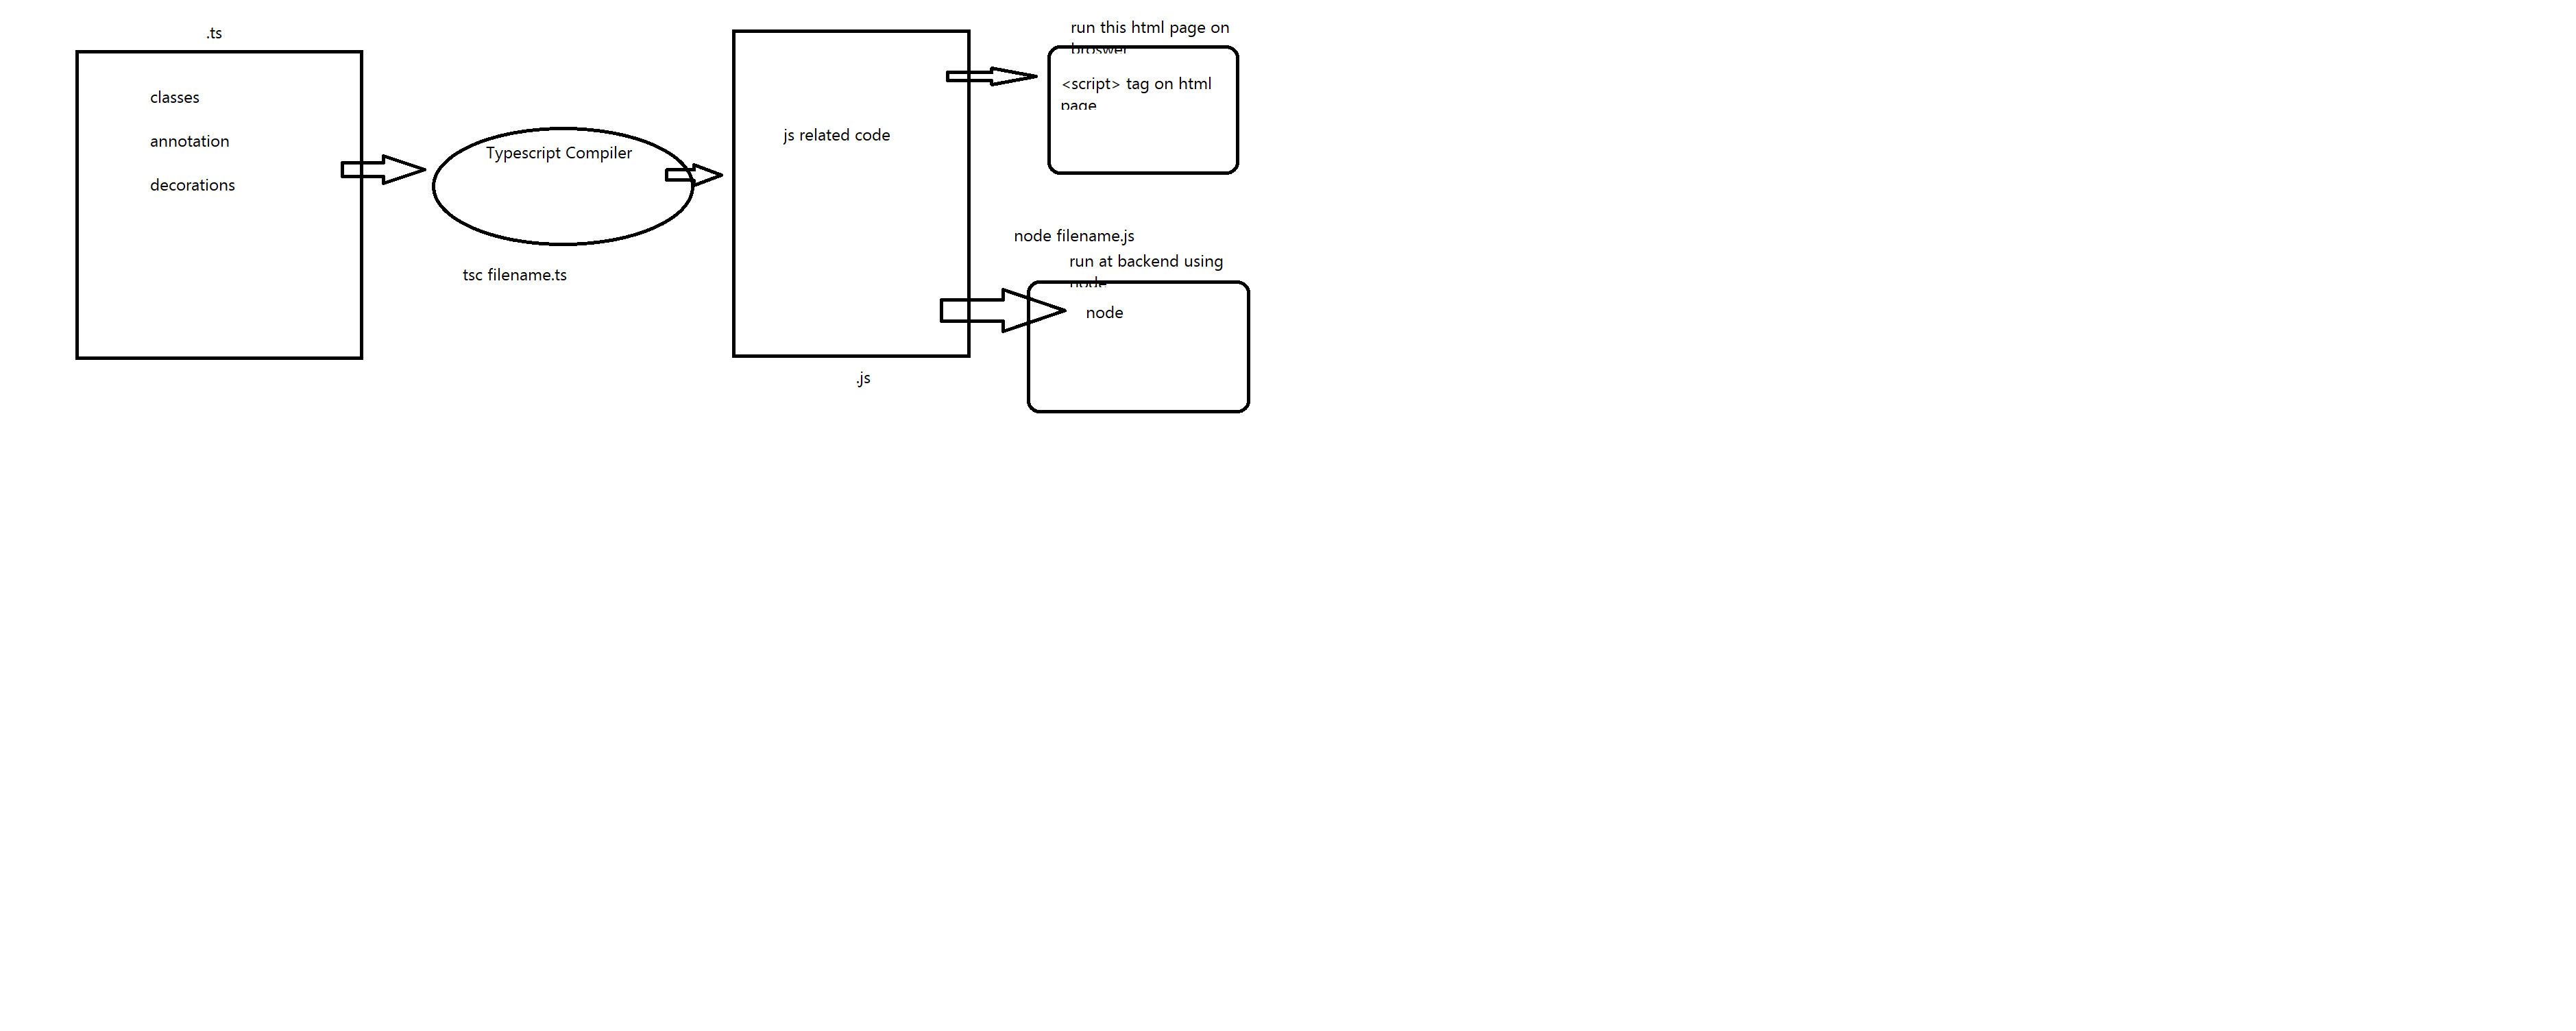 .ts
classes
annotation
decorations
Typescript Compiler
tsc filename.ts
js related code
.js
run this html page on
broswer
<script> tag on html
page
node filename.js
run at backend using
node
node